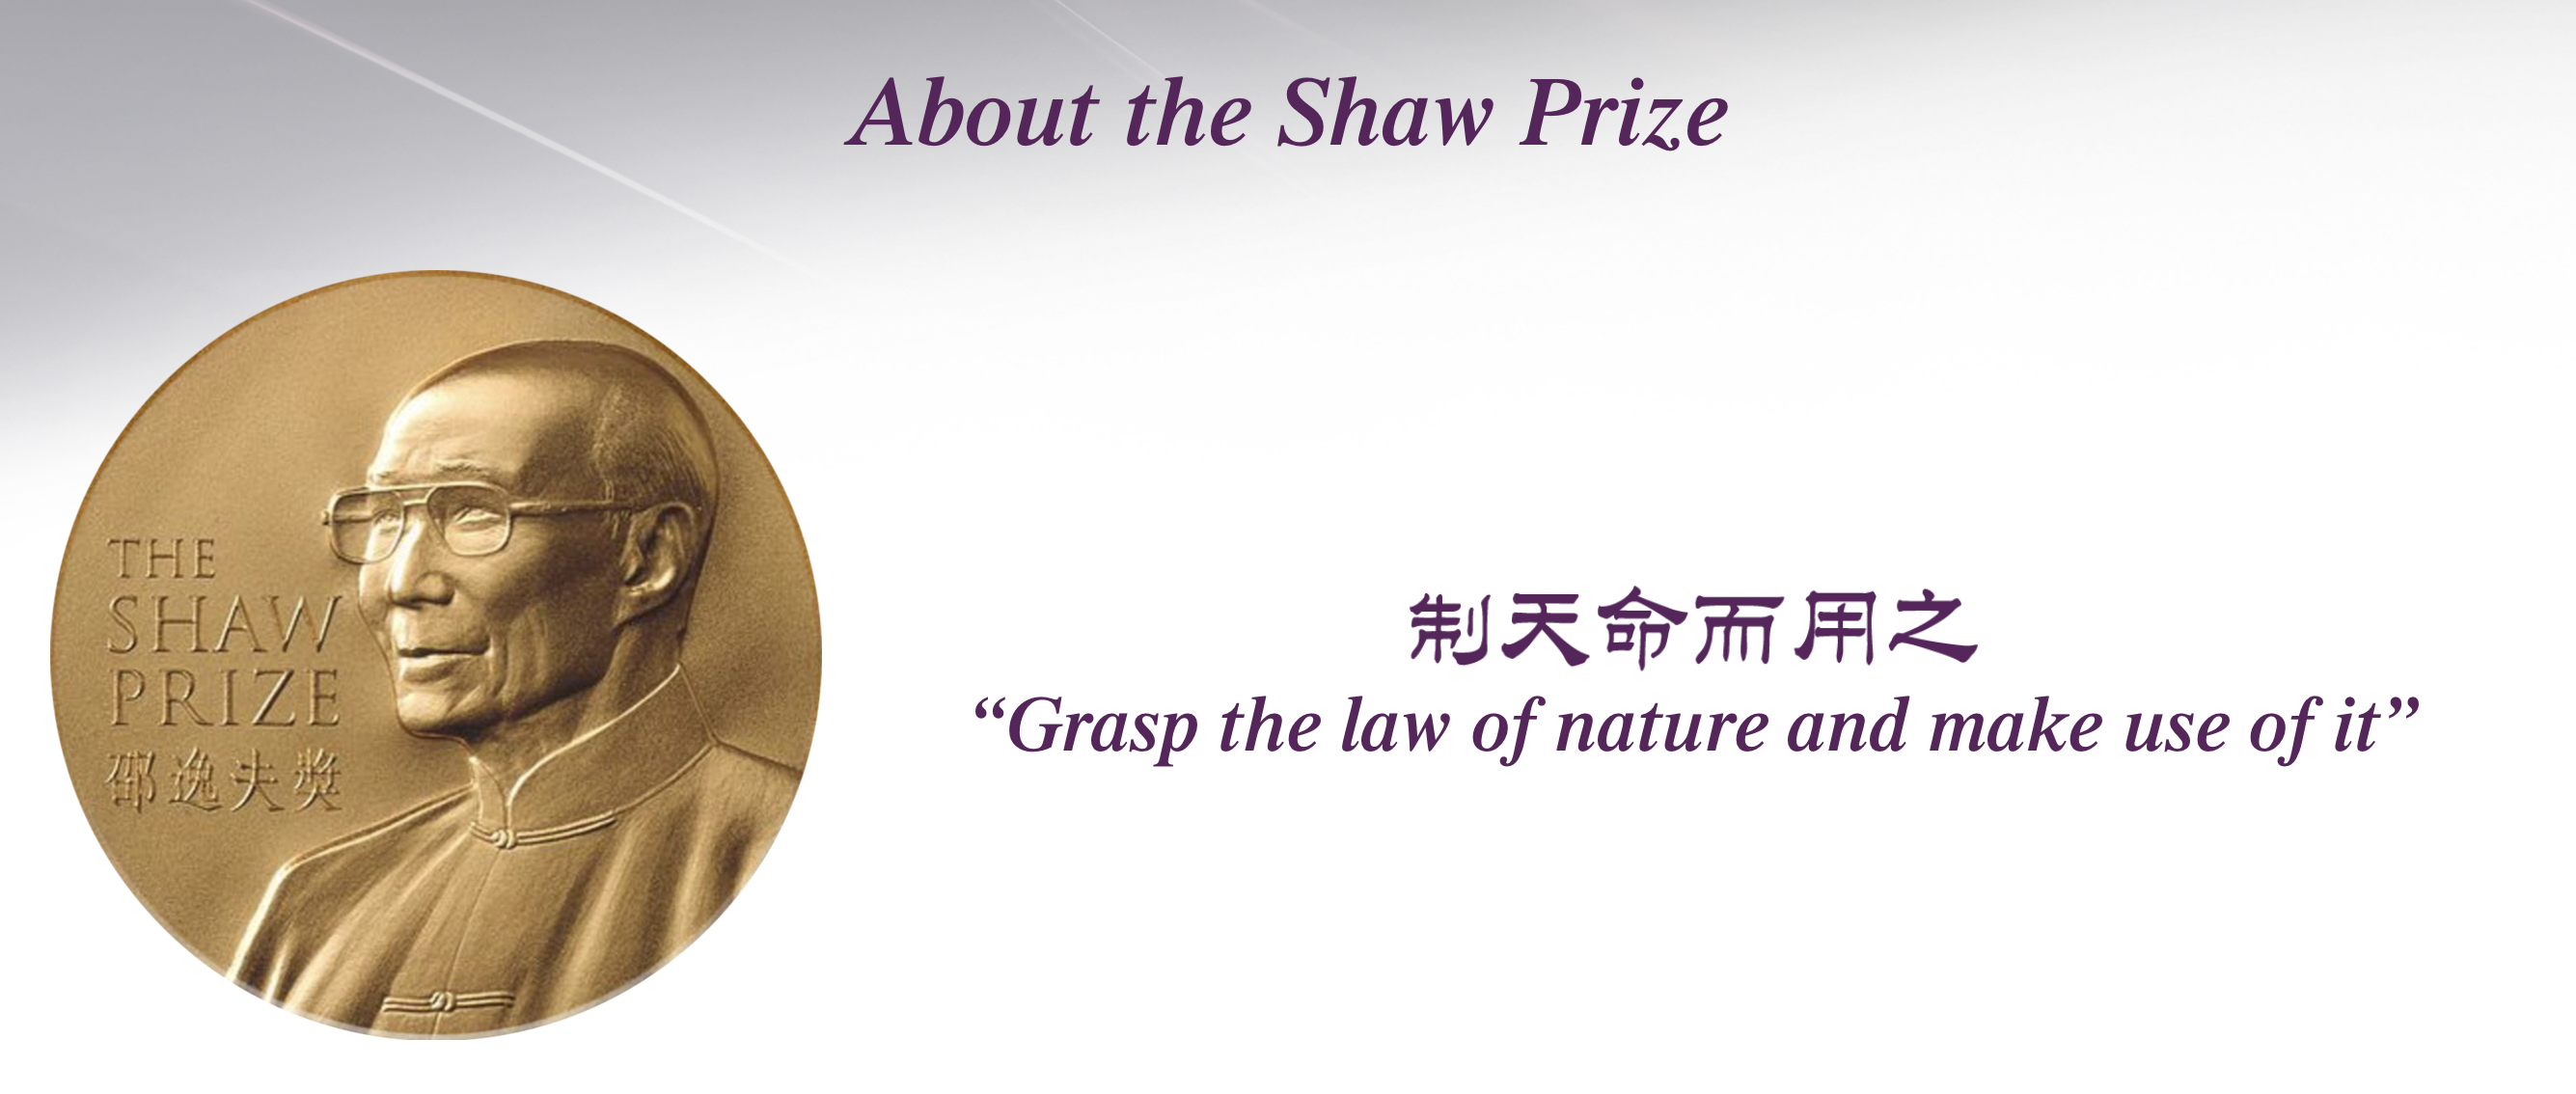 About the Shaw Prize
THE
SHAW
PRIZE
邵逸夫獎
制天命而用之
“Grasp the law of nature and make use of it”